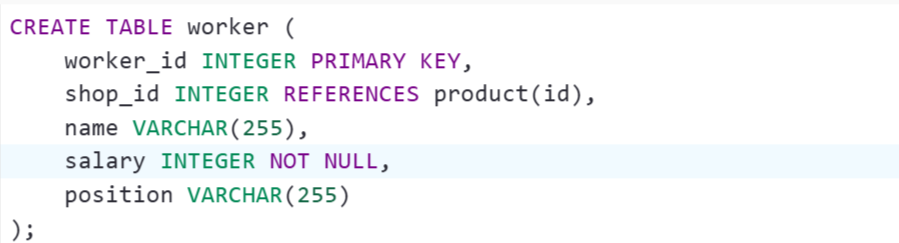 CREATE TABLE worker (
    worker_id INTEGER PRIMARY KEY,
    shop_id INTEGER REFERENCES product(id),
    name VARCHAR(255),
    salary INTEGER NOT NULL,
    position VARCHAR(255)
);